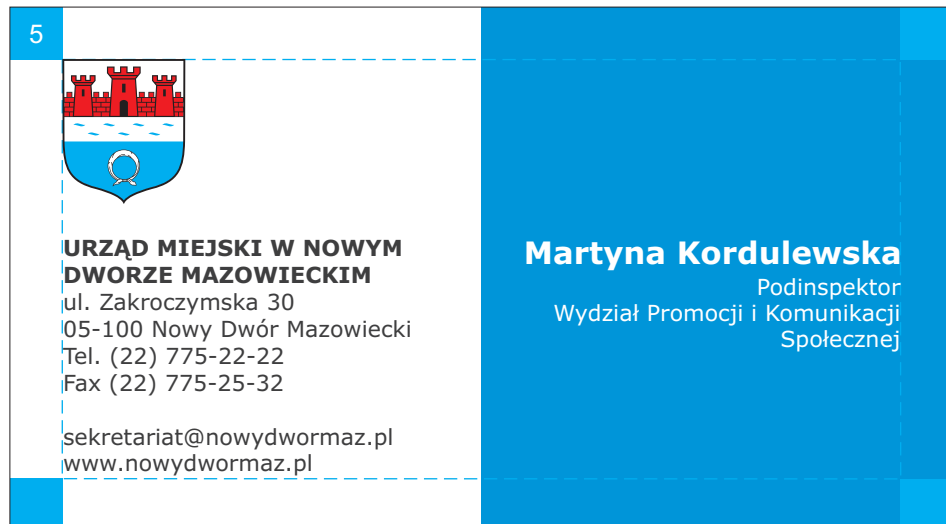 5
URZĄD MIEJSKI W NOWYM
DWORZE MAZOWIECKIM
ul. Zakroczymska 30
05-100 Nowy Dwór Mazowiecki
Tel. (22) 775-22-22
Fax (22) 775-25-32
sekretariat@nowydwormaz.pl
www.nowydwormaz.pl
Martyna Kordulewska
Podinspektor
Wydział Promocji i Komunikacji
Społecznej